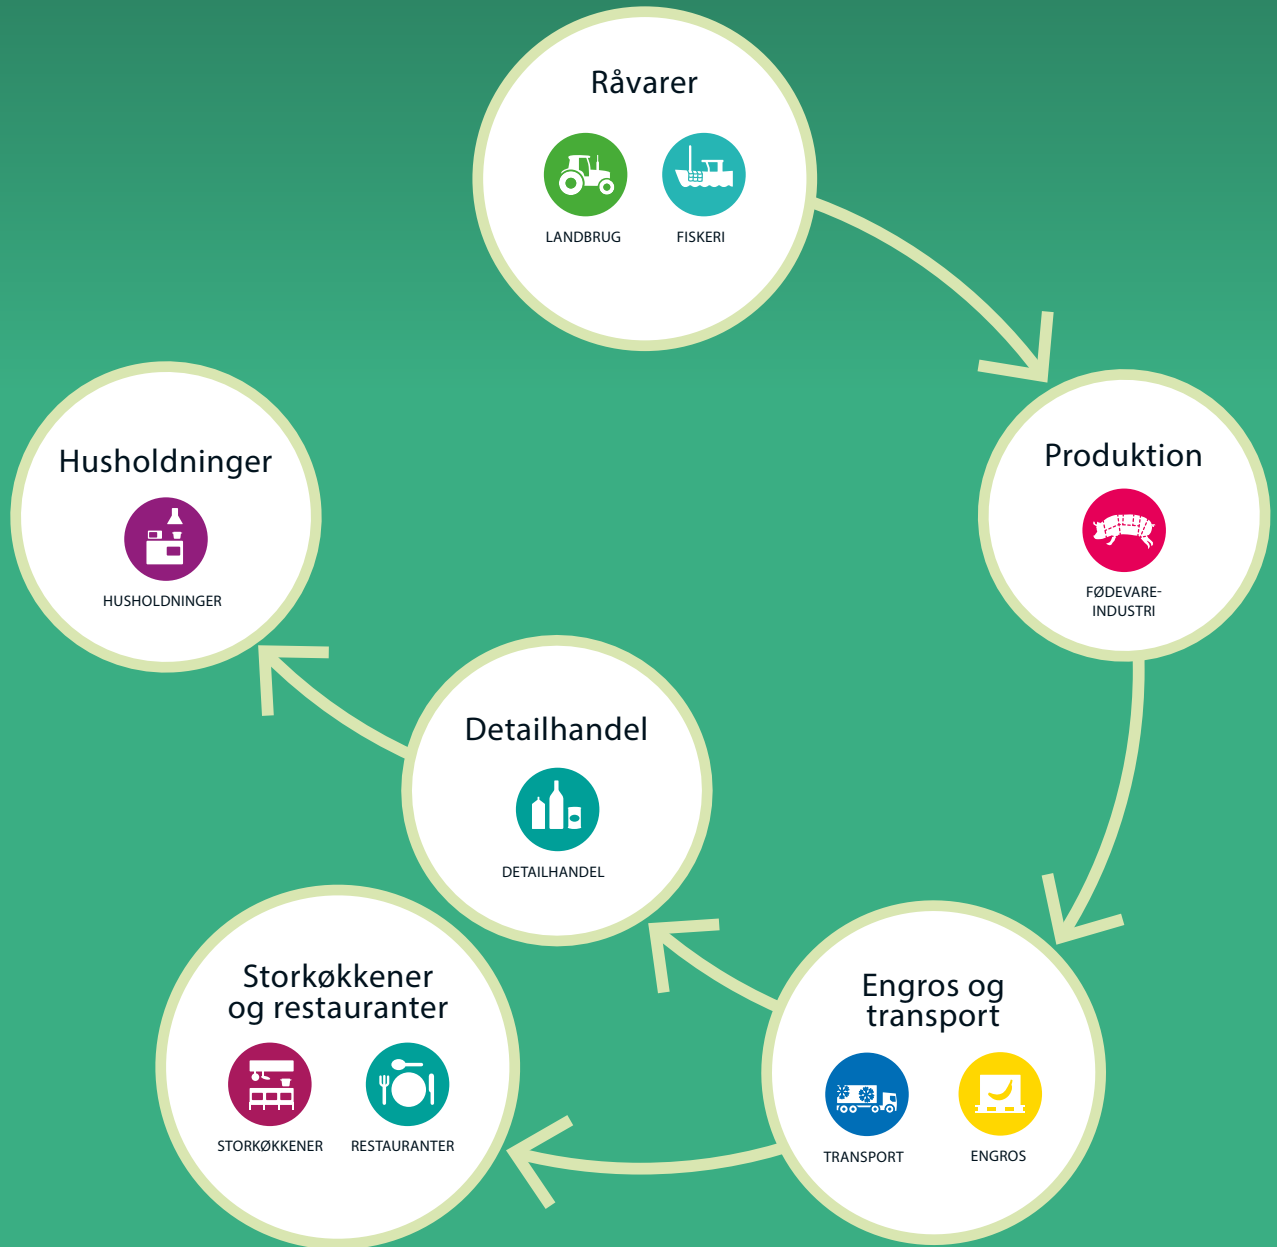 Råvarer
LANDBRUG
FISKERI
Produktion
FØDEVARE-
INDUSTRI
Husholdninger
HUSHOLDNINGER
Detailhandel
DETAILHANDEL
Storkøkkener
og restauranter
STORKØKKENER
RESTAURANTER
Engros og
transport
TRANSPORT
ENGROS